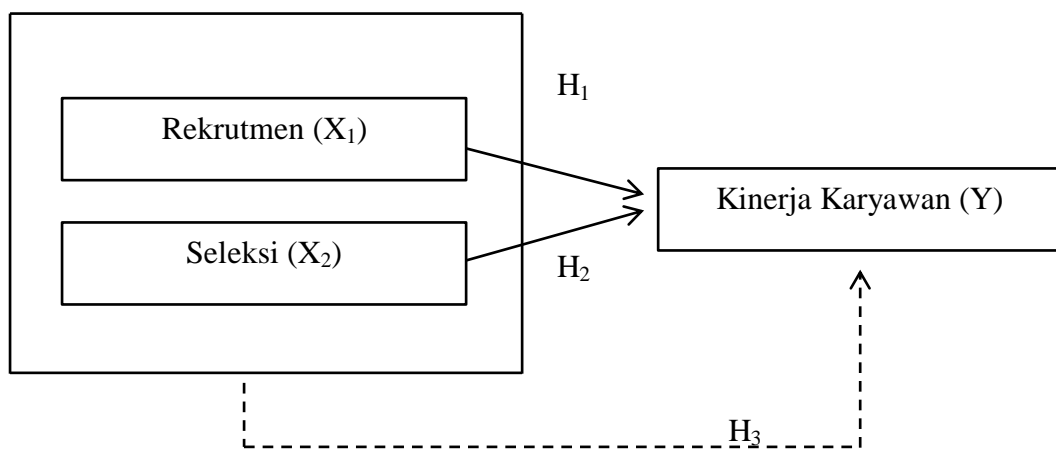 H₁
Rekrutmen (X₁)
Kinerja Karyawan (Y)
Seleksi (X₂)
H₂
H₃